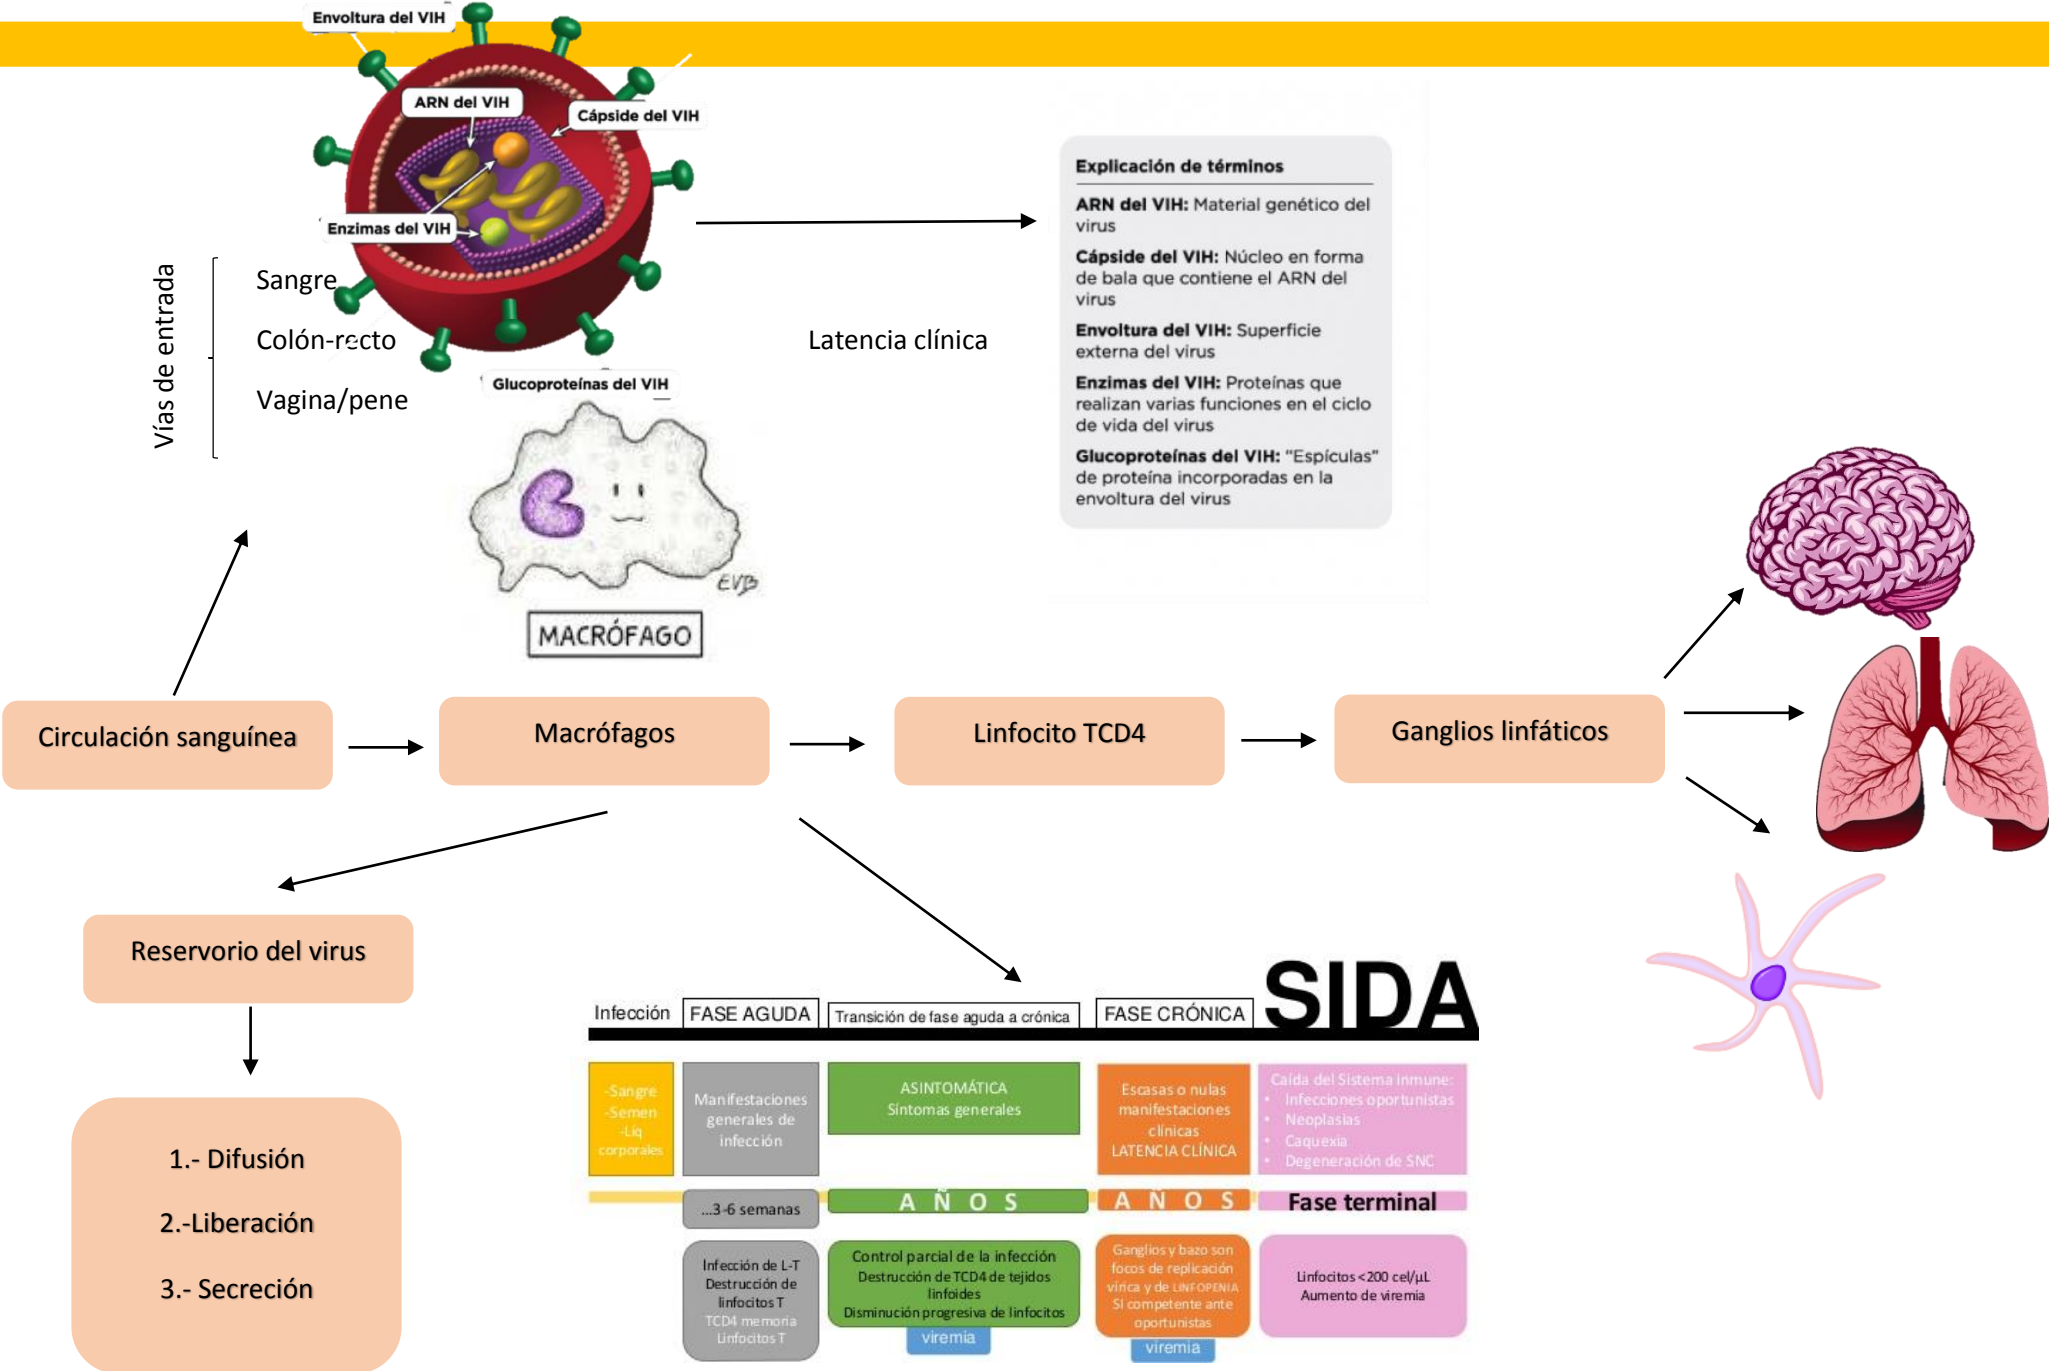 Envoltura del VIH
ARN del VIH
Cápside del VIH
Enzimas del VIH
Glucoproteínas del VIH
Vías de entrada
Sangre
Colón-recto
Vagina/pene
Latencia clínica
Explicación de términos
ARN del VIH: Material genético del
virus
Cápside del VIH: Núcleo en forma
de bala que contiene el ARN del
virus
Envoltura del VIH: Superficie
externa del virus
Enzimas del VIH: Proteínas que
realizan varias funciones en el ciclo
de vida del virus
Glucoproteínas del VIH: "Espículas"
de proteína incorporadas en la
envoltura del virus
EVB
MACRÓFAGO
Circulación sanguínea
Macrófagos
Linfocito TCD4
Ganglios linfáticos
Reservorio del virus
1.- Difusión
2.-Liberación
3.- Secreción
Infección
FASE AGUDA
Transición de fase aguda a crónica
FASE CRÓNICA
SIDA
-Sangre
-Semen
-Liq
corporales
Manifestaciones
generales de
infección
ASINTOMÁTICA
Síntomas generales
Escasas o nulas
manifestaciones
clínicas
LATENCIA CLÍNICA
Caída del Sistema Inmune:
• Infecciones oportunistas
• Neoplasias
• Caquexia
• Degeneración de SNC
...3-6 semanas
AÑOS
AÑOS
Fase terminal
Infección de L-T
Destrucción de
linfocitos T
TCD4 memoria
Linfocitos T
Control parcial de la infección
Destrucción de TCD4 de tejidos
linfoides
Disminución progresiva de linfocitos
viremia
Ganglios y bazo son
focos de replicación
vírica y de LINFOPENIA
SI competente ante
oportunistas
viremia
Linfocitos <200 cel/µL
Aumento de viremia